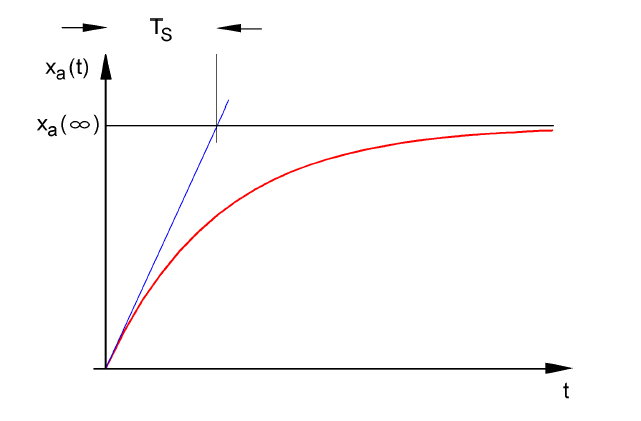 T_S
x_a(t)
x_a(∞)
t